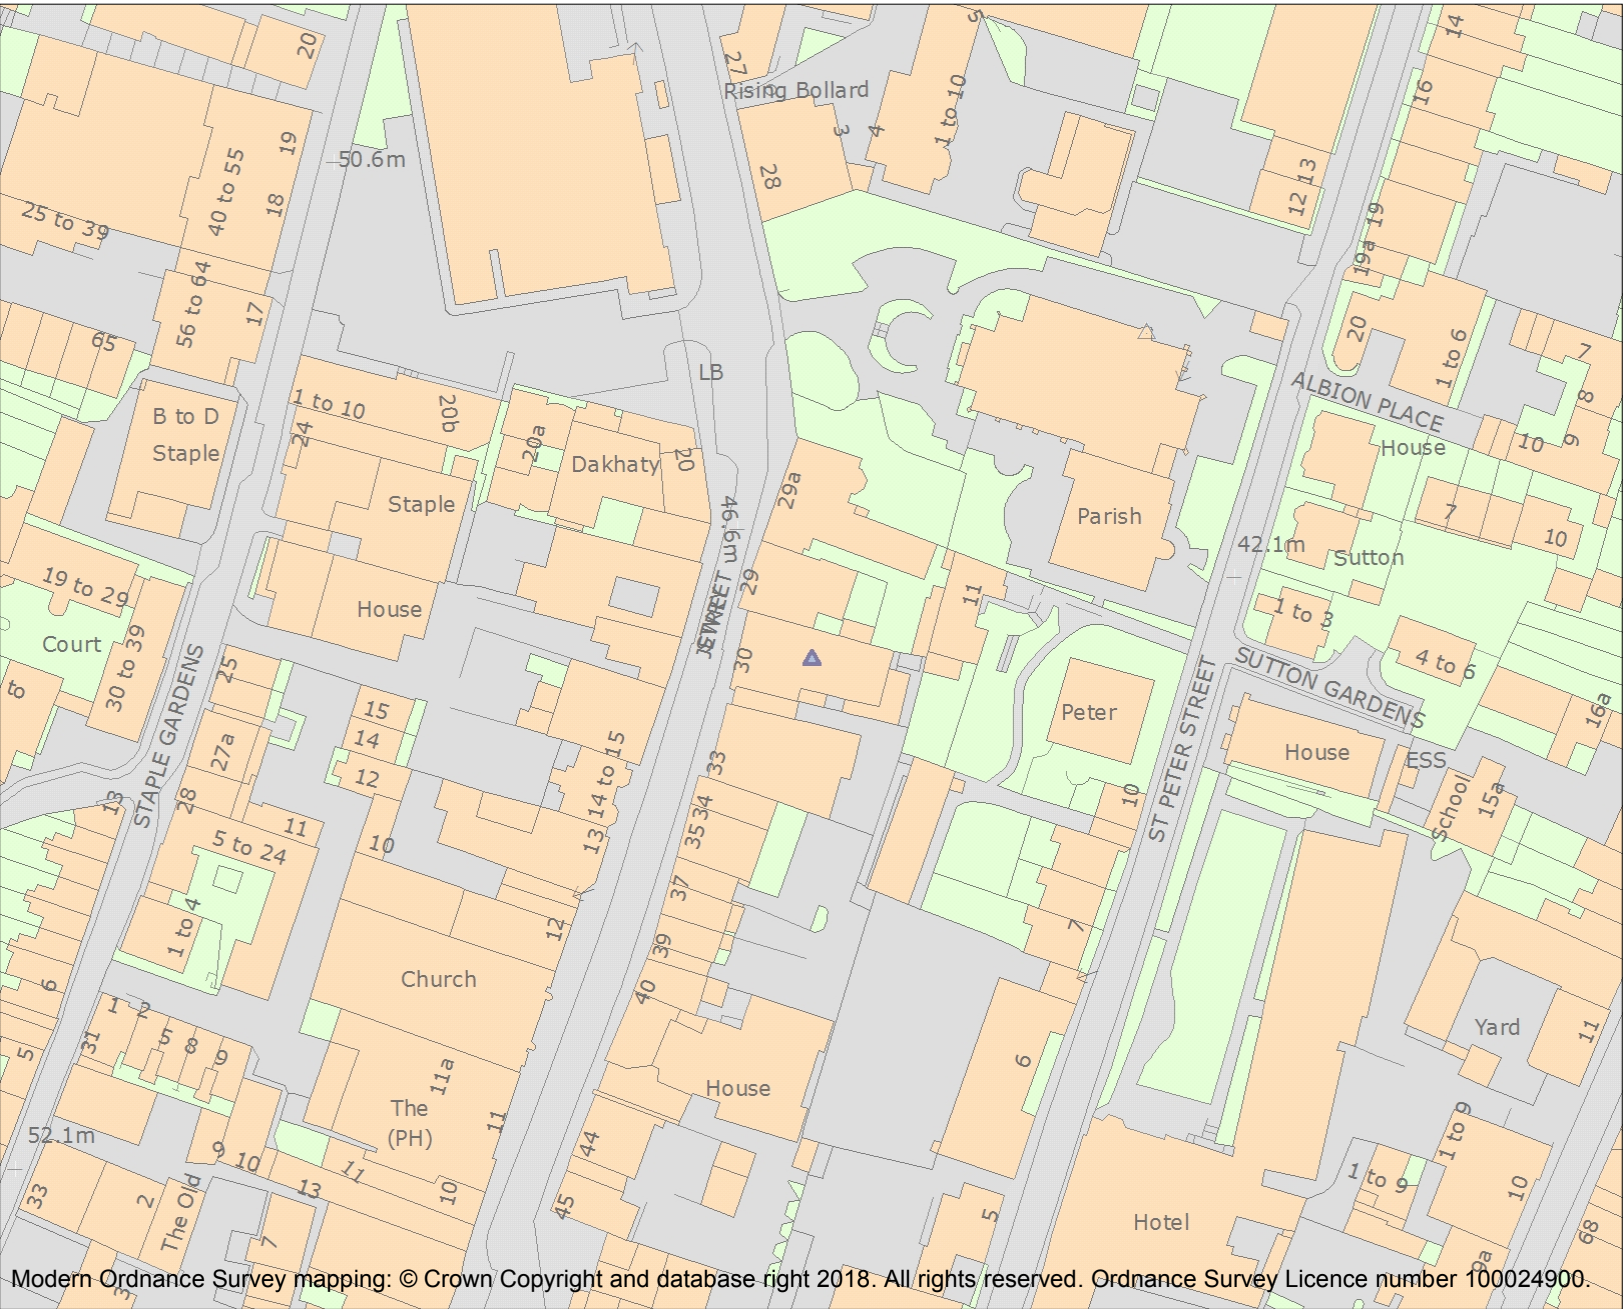 20
27
5
14
Rising Bollard
16
1 to 10
3
4
19
50.6m
40 to 55
18
28
13
12
19
25 to 39
19a
56 to 64
17
65
20
1 to 6
7
LB
ALBION PLACE
8
B to D
Staple
1 to 10
24
20b
20a
Dakhaty
20
House
10
9
Staple
29a
46.6m
Parish
7
10
42.1m
Sutton
19 to 29
House
29
11
1 to 3
Court
30 to 39
STREET
JEWRY
30
4 to 6
to
25
SUTTON GARDENS
STAPLE GARDENS
15
14
12
27a
28
Peter
ST PETER STREET
16a
House
ESS
33
14 to 15
13
34
35
10
School
15a
13
11
5 to 24
10
37
1 to 4
12
39
7
6
Church
40
1 2
5 8 9
31
5
11a
House
6
Yard
11
The
(PH)
11
52.1m
44
1 to 9
9 10
11
13
10
1 to 9
10
33
2
The Old
45
5
Hotel
68
7
9a
3
Modern Ordnance Survey mapping: © Crown Copyright and database right 2018. All rights reserved. Ordnance Survey Licence number 100024900.